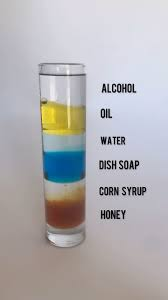 ALCOHOL
OIL
WATER
DISH SOAP
CORN SYRUP
HONEY